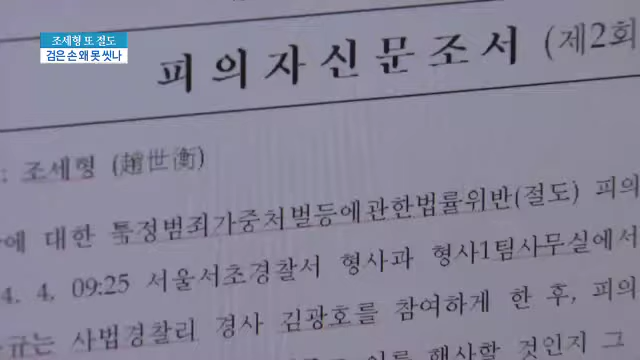 조세형 또 절도
검은 손 왜 못 씻나
피의자신문조서 (제2회
: 조세형 (趙世衡)
에 대한 특정범죄가중처벌등에관한법률위반(절도) 피의
4. 4. 09:25 서울서초경찰서 형사과 형사1팀사무실에서
규는 사법경찰리 경사 김광호를 참여하게 한 후, 피의
이를 행사할 것인지 그